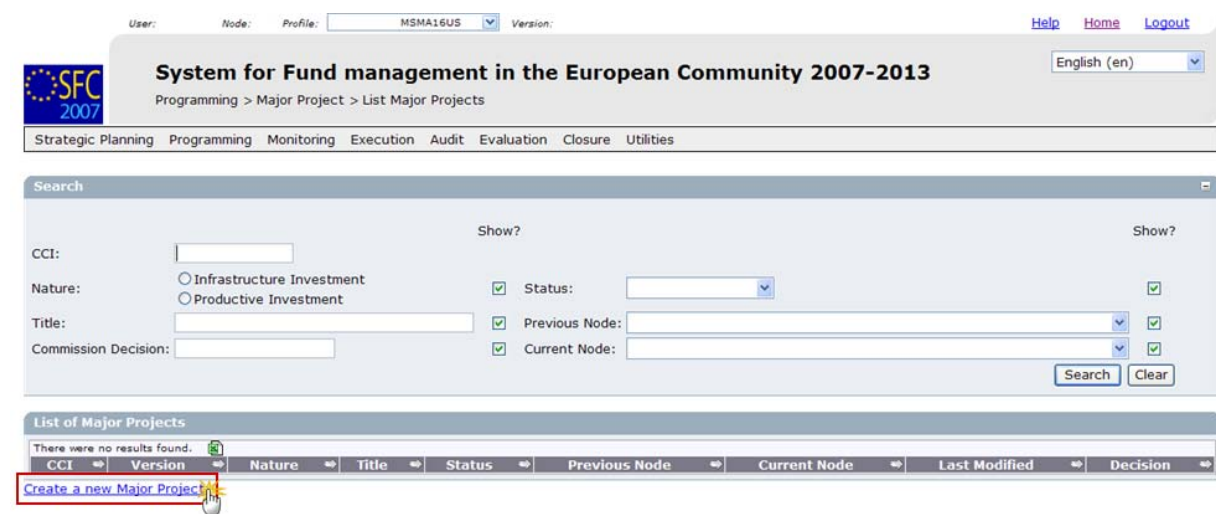 User: Node: Profile: MSMA16US Version: Help Home Logout
SFC 2007
System for Fund management in the European Community 2007-2013
English (en)
Programming > Major Project > List Major Projects
Strategic Planning Programming Monitoring Execution Audit Evaluation Closure Utilities
Search
Show? Show?
CCI:
Nature: Infrastructure Investment
Productive Investment
Status:
Title: Previous Node:
Commission Decision: Current Node:
Search Clear
List of Major Projects
There were no results found.
CCI Version Nature Title Status Previous Node Current Node Last Modified Decision
Create a new Major Project